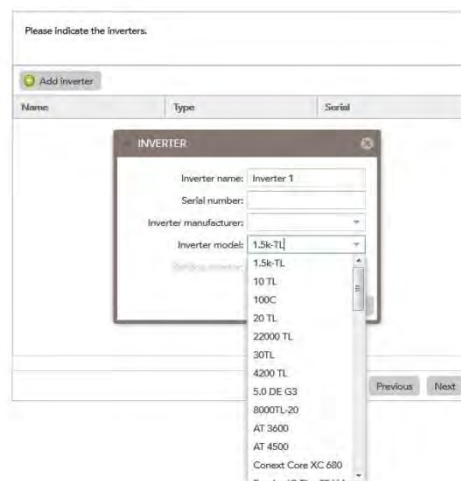 Please indicate the inverters.
Add inverter
Name Type Serial
INVERTER
Inverter name: Inverter 1
Serial number:
Inverter manufacturer:
Inverter model: 1.5k-TL
1.5k-TL
10 TL
100C
20 TL
22000 TL
30TL
4200 TL
5.0 DE G3
8000TL-20
AT 3600
AT 4500
Conext Core XC 680
Previous Next